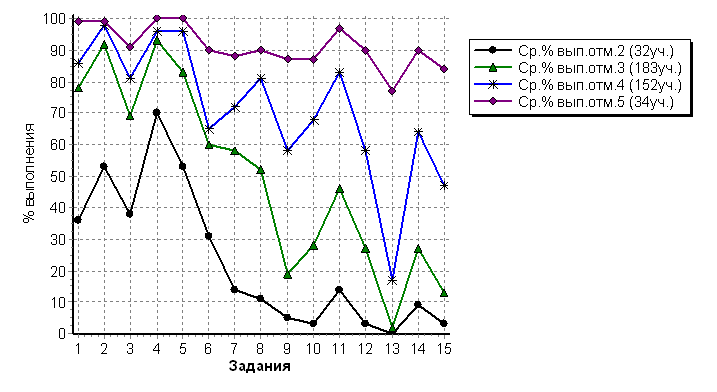 100
90
80
70
60
50
40
30
20
10
0
% выполнения
1 2 3 4 5 6 7 8 9 10 11 12 13 14 15
Задания
Ср.% вып.отм.2 (32уч.)
Ср.% вып.отм.3 (183уч.)
Ср.% вып.отм.4 (152уч.)
Ср.% вып.отм.5 (34уч.)